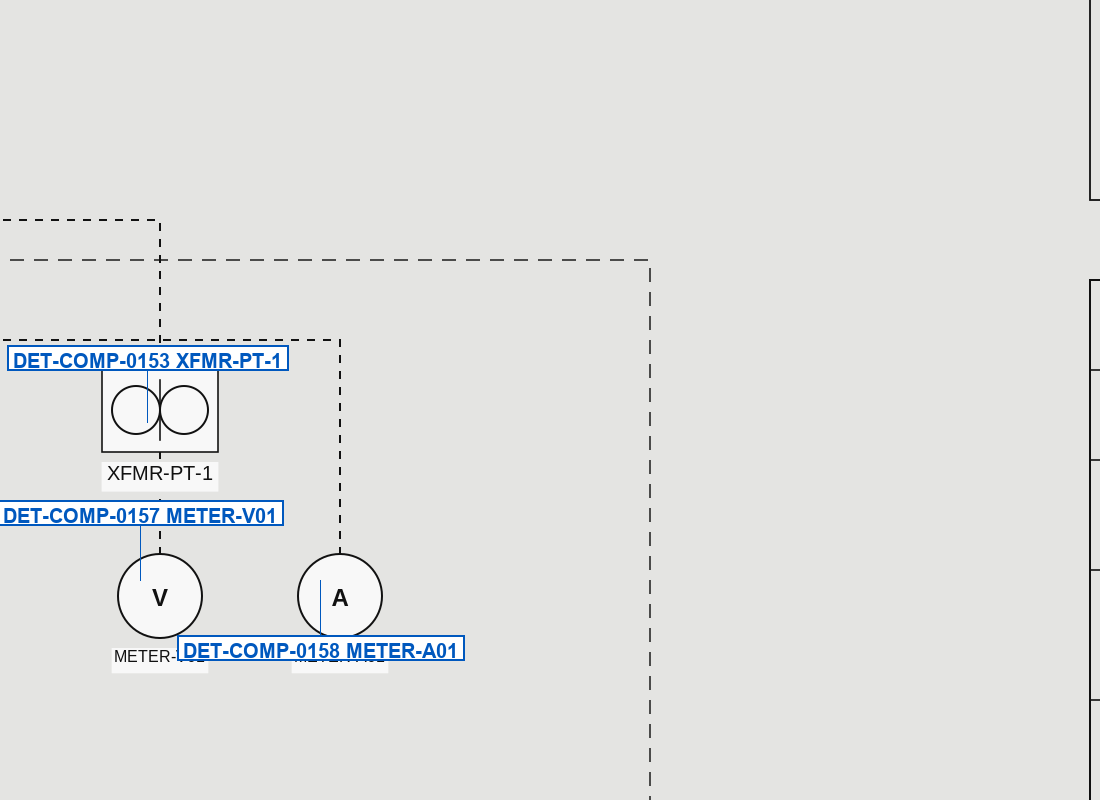 DET-COMP-0153 XFMR-PT-1
XFMR-PT-1
DET-COMP-0157 METER-V01
V
A
DET-COMP-0158 METER-A01